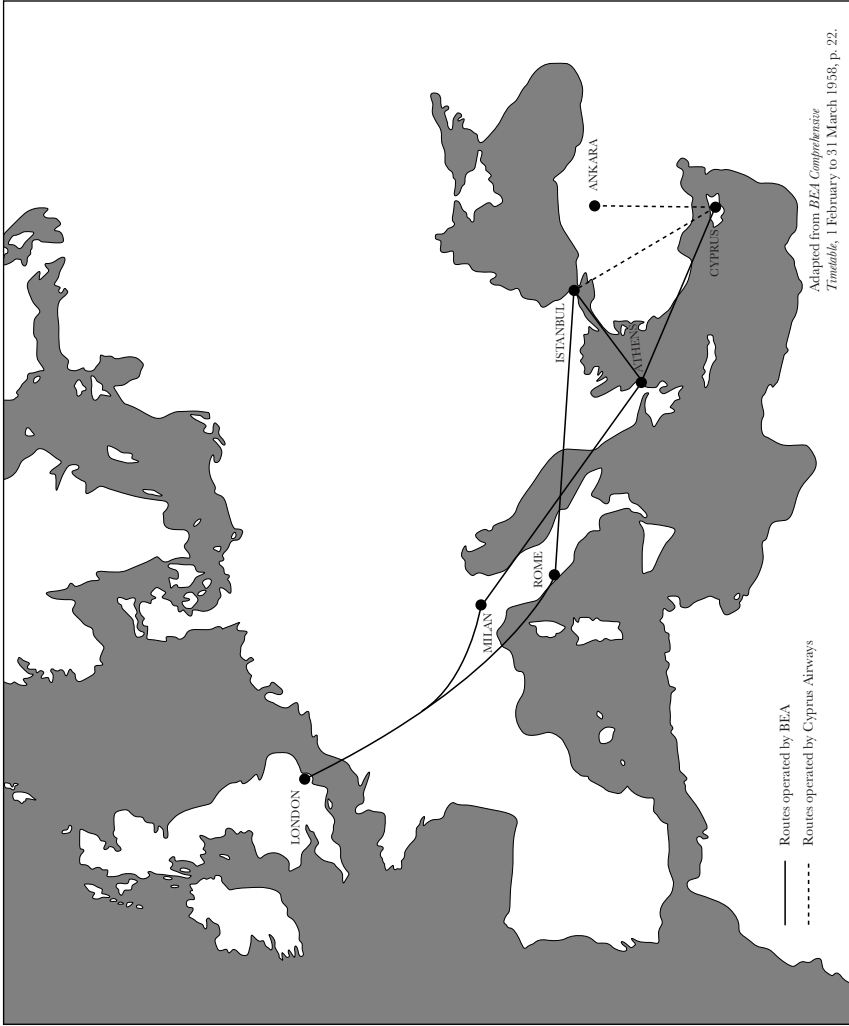 LONDON
MILAN
ROME
ISTANBUL
ATHENS
ANKARA
CYPRUS
Routes operated by BEA
Routes operated by Cyprus Airways
Adapted from BEA Comprehensive
Timetable, 1 February to 31 March 1958, p. 22.